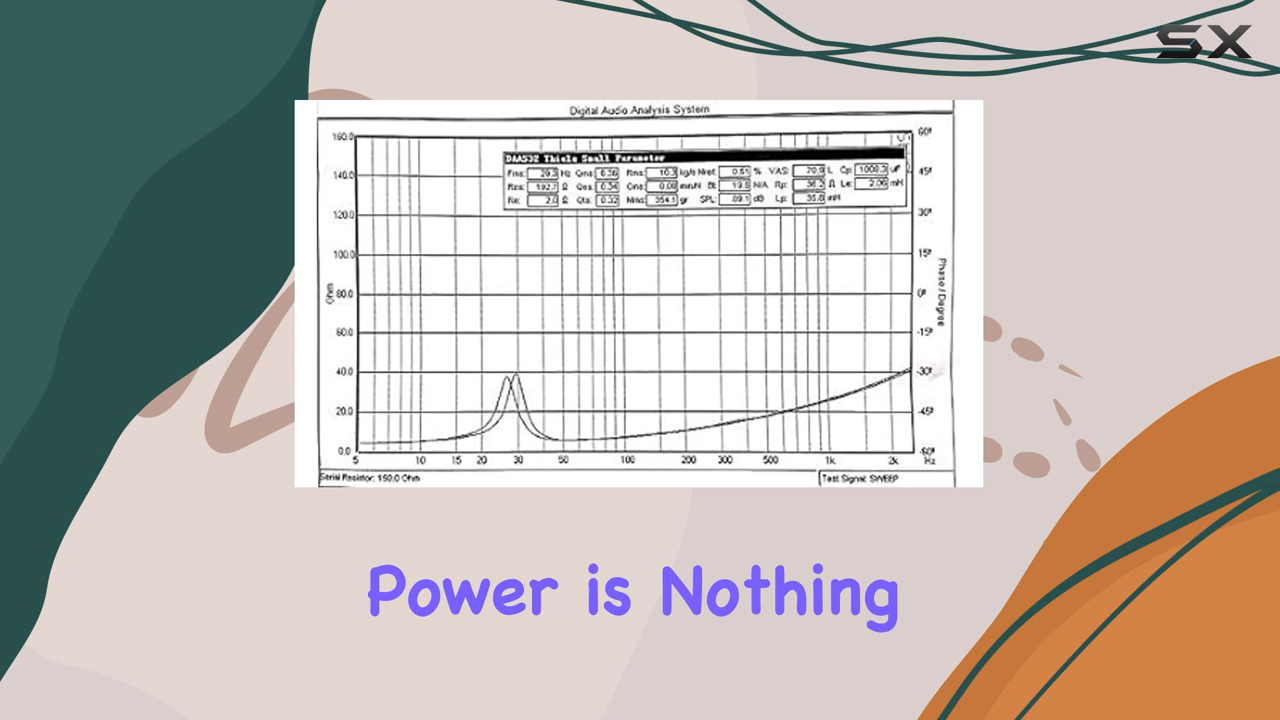 SX
Digital Audio Analysis System
DAAS32 Thiele Small Parameter
Fms: 29.3 Hz Qms: 6.36 Rms: 10.3 kg/s Nref: 0.51 % VAS: 70.9 L Cp: 1008.3 uF
Res: 192.7 Ω Qes: 0.34 Cms: 0.08 mm/N Bl: 19.8 N/A Rp: 36.2 Ω Le: 2.06 mH
Re: 2.0 Ω Qts: 0.32 Mms: 354.1 gr SPL: 89.1 dB Lp: 35.8 mH
160.0
140.0
120.0
100.0
80.0
60.0
40.0
20.0
0.0
Ohm
60°
45°
30°
15°
0°
-15°
-30°
-45°
-60°
Phase / Degree
5 10 15 20 30 50 100 200 300 500 1k 2k Hz
Serial Resistor: 150.0 Ohm
Test Signal: SWEEP
Power is Nothing